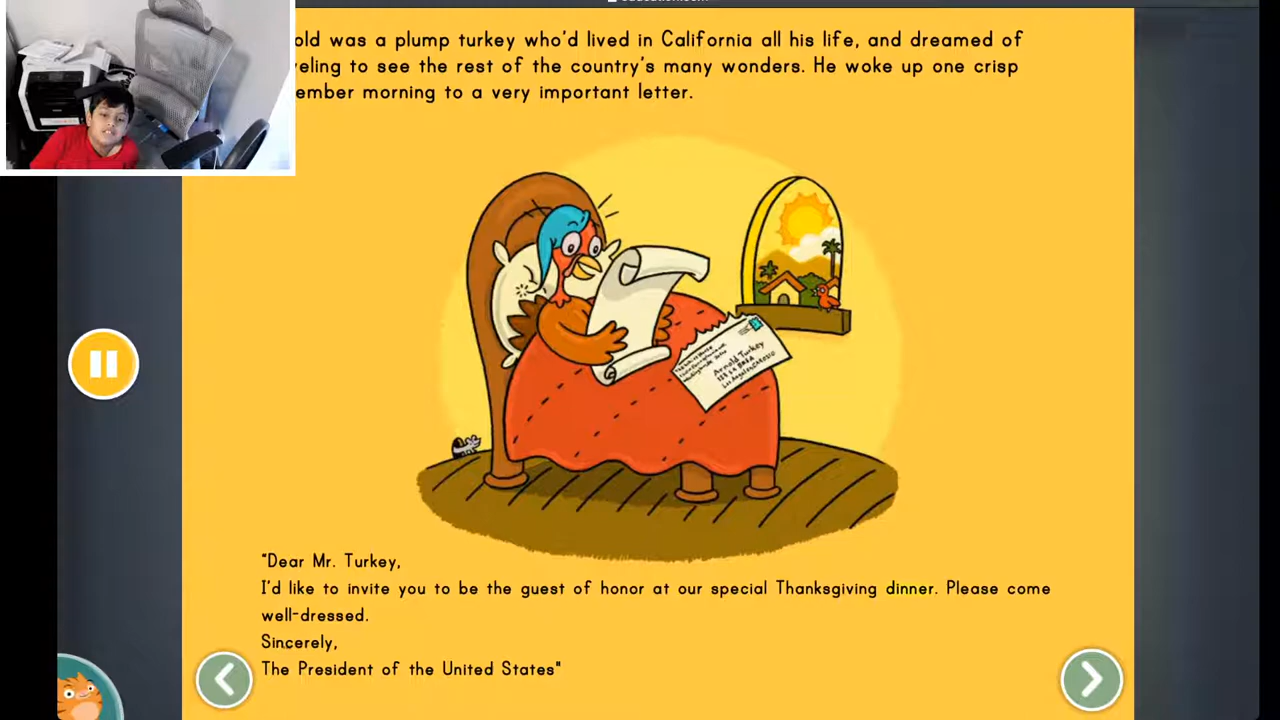 old was a plump turkey who'd lived in California all his life, and dreamed of
eling to see the rest of the country's many wonders. He woke up one crisp
ember morning to a very important letter.
Arnold Turkey
"Dear Mr. Turkey,
I'd like to invite you to be the guest of honor at our special Thanksgiving dinner. Please come
well-dressed.
Sincerely,
The President of the United States"